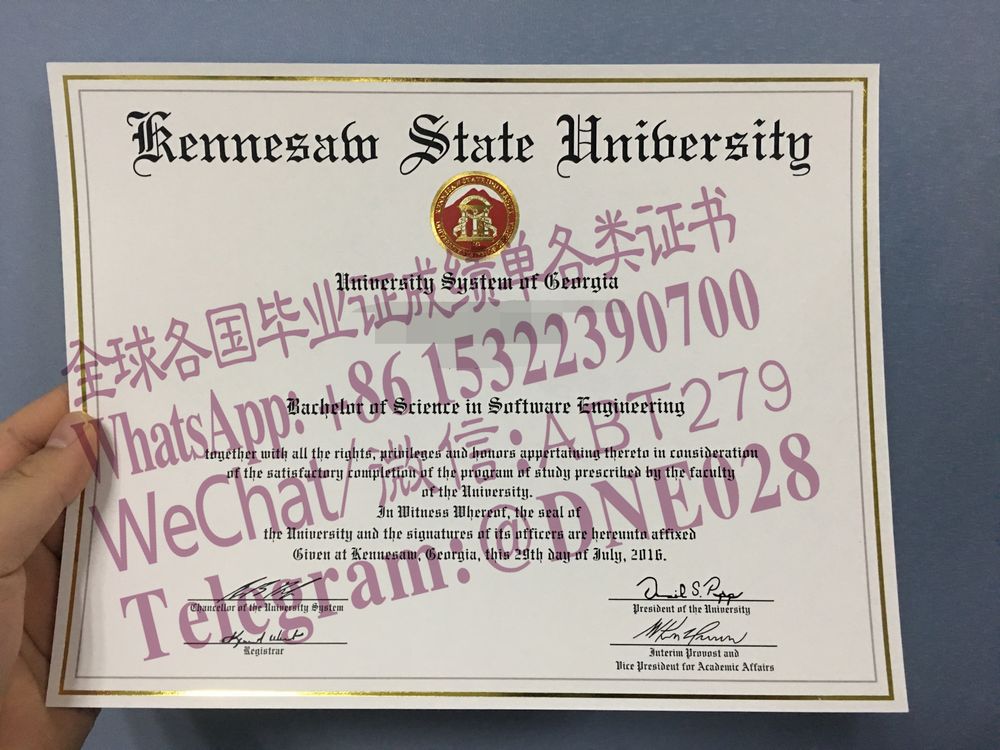 Kennesaw State University
University System of Georgia
全球各国毕业证成绩单各类证书
WhatsApp: +86 15322390700
Bachelor of Science in Software Engineering
together with all the rights, privileges and honors appertaining thereto in consideration
of the satisfactory completion of the program of study prescribed by the faculty
of the University.
WeChat/微信:ABT279
In Witness Whereof, the seal of
the University and the signatures of its officers are hereunto affixed
Given at Kennesaw, Georgia, this 29th day of July, 2016.
Telegram:@DNE028
Chancellor of the University System
Registrar
Daniel S. Papp
President of the University
Interim Provost and
Vice President for Academic Affairs